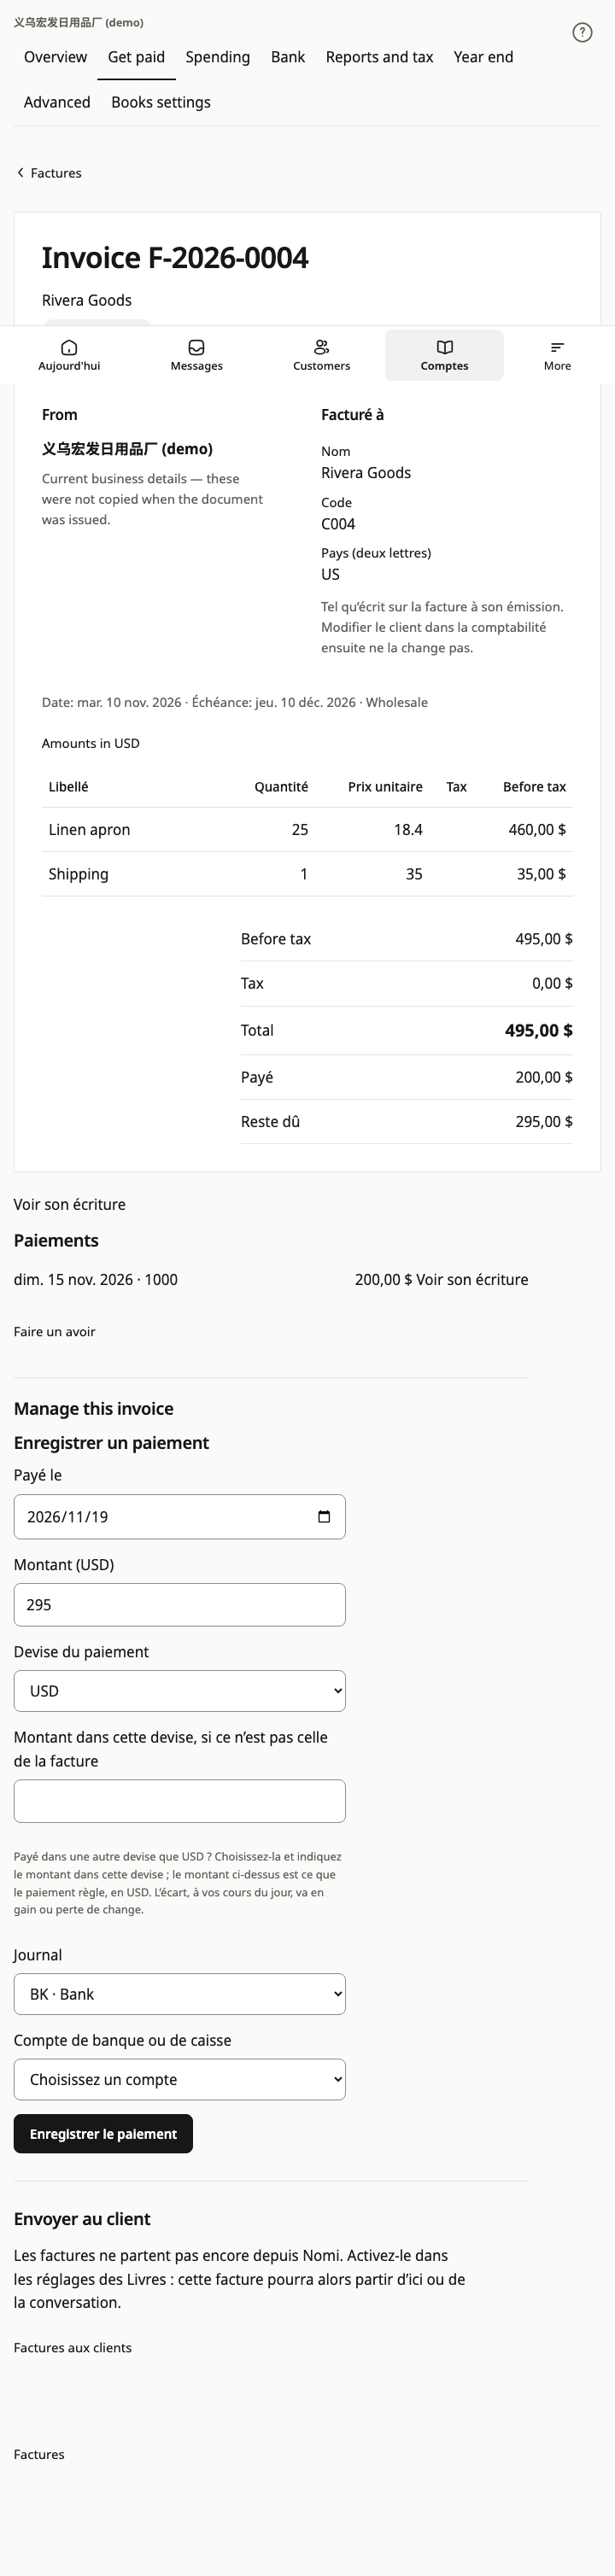 义乌宏发日用品厂 (demo)
Overview Get paid Spending Bank Reports and tax Year end
Advanced Books settings
Factures
Invoice F-2026-0004
Rivera Goods
Aujourd'hui Messages Customers Comptes More
From
义乌宏发日用品厂 (demo)
Current business details — these
were not copied when the document
was issued.
Facturé à
Nom
Rivera Goods
Code
C004
Pays (deux lettres)
US
Tel qu’écrit sur la facture à son émission.
Modifier le client dans la comptabilité
ensuite ne la change pas.
Date: mar. 10 nov. 2026 · Échéance: jeu. 10 déc. 2026 · Wholesale
Amounts in USD
Libellé Quantité Prix unitaire Tax Before tax
Linen apron 25 18.4 460,00 $
Shipping 1 35 35,00 $
Before tax 495,00 $
Tax 0,00 $
Total 495,00 $
Payé 200,00 $
Reste dû 295,00 $
Voir son écriture
Paiements
dim. 15 nov. 2026 · 1000 200,00 $ Voir son écriture
Faire un avoir
Manage this invoice
Enregistrer un paiement
Payé le
2026/11/19
Montant (USD)
295
Devise du paiement
USD
Montant dans cette devise, si ce n’est pas celle
de la facture
Payé dans une autre devise que USD ? Choisissez-la et indiquez
le montant dans cette devise ; le montant ci-dessus est ce que
le paiement règle, en USD. L’écart, à vos cours du jour, va en
gain ou perte de change.
Journal
BK · Bank
Compte de banque ou de caisse
Choisissez un compte
Enregistrer le paiement
Envoyer au client
Les factures ne partent pas encore depuis Nomi. Activez-le dans
les réglages des Livres : cette facture pourra alors partir d’ici ou de
la conversation.
Factures aux clients
Factures